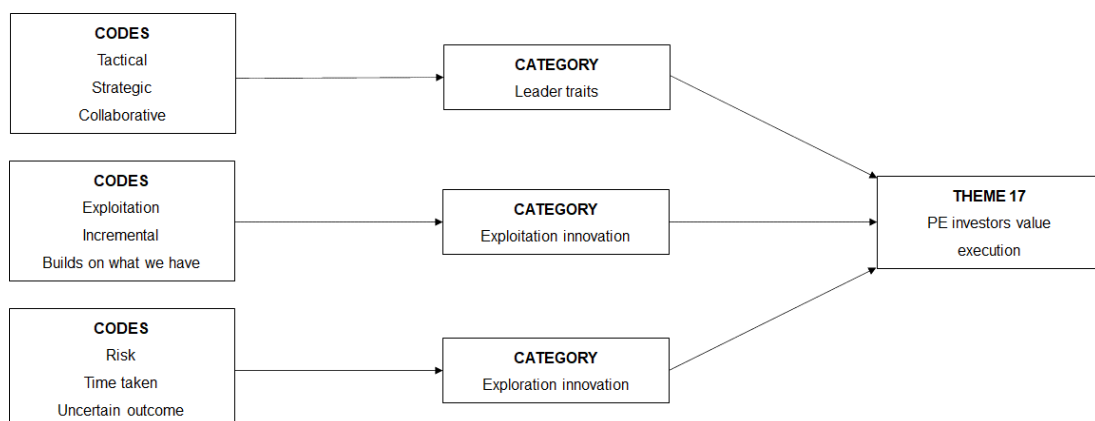 CODES
Tactical
Strategic
Collaborative
CATEGORY
Leader traits
CODES
Exploitation
Incremental
Builds on what we have
CATEGORY
Exploitation innovation
THEME 17
PE investors value
execution
CODES
Risk
Time taken
Uncertain outcome
CATEGORY
Exploration innovation